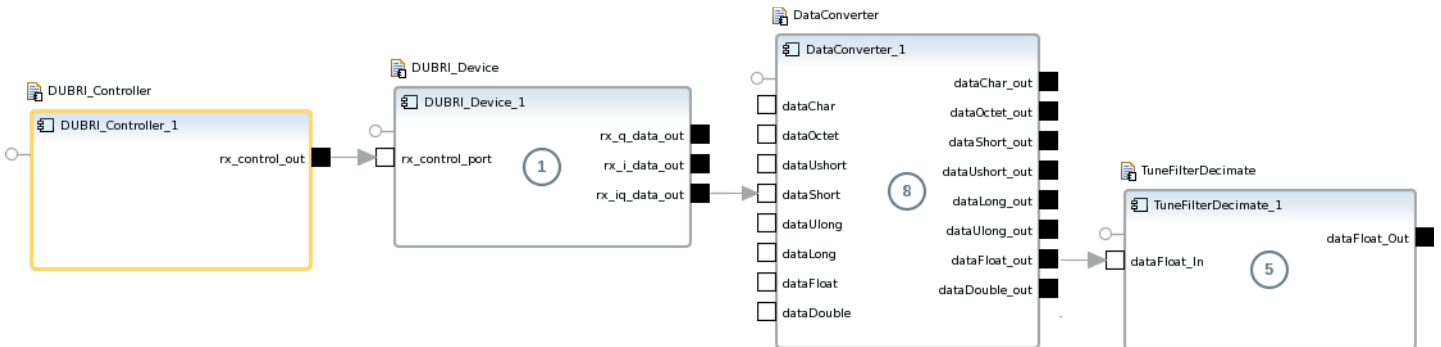 DUBRI_Controller
DUBRI_Controller_1
rx_control_out
DUBRI_Device
DUBRI_Device_1
rx_control_port
1
rx_q_data_out
rx_i_data_out
rx_iq_data_out
DataConverter
DataConverter_1
dataChar
dataOctet
dataUshort
dataShort
dataUlong
dataLong
dataFloat
dataDouble
8
dataChar_out
dataOctet_out
dataShort_out
dataUshort_out
dataLong_out
dataUlong_out
dataFloat_out
dataDouble_out
TuneFilterDecimate
TuneFilterDecimate_1
dataFloat_In
5
dataFloat_Out